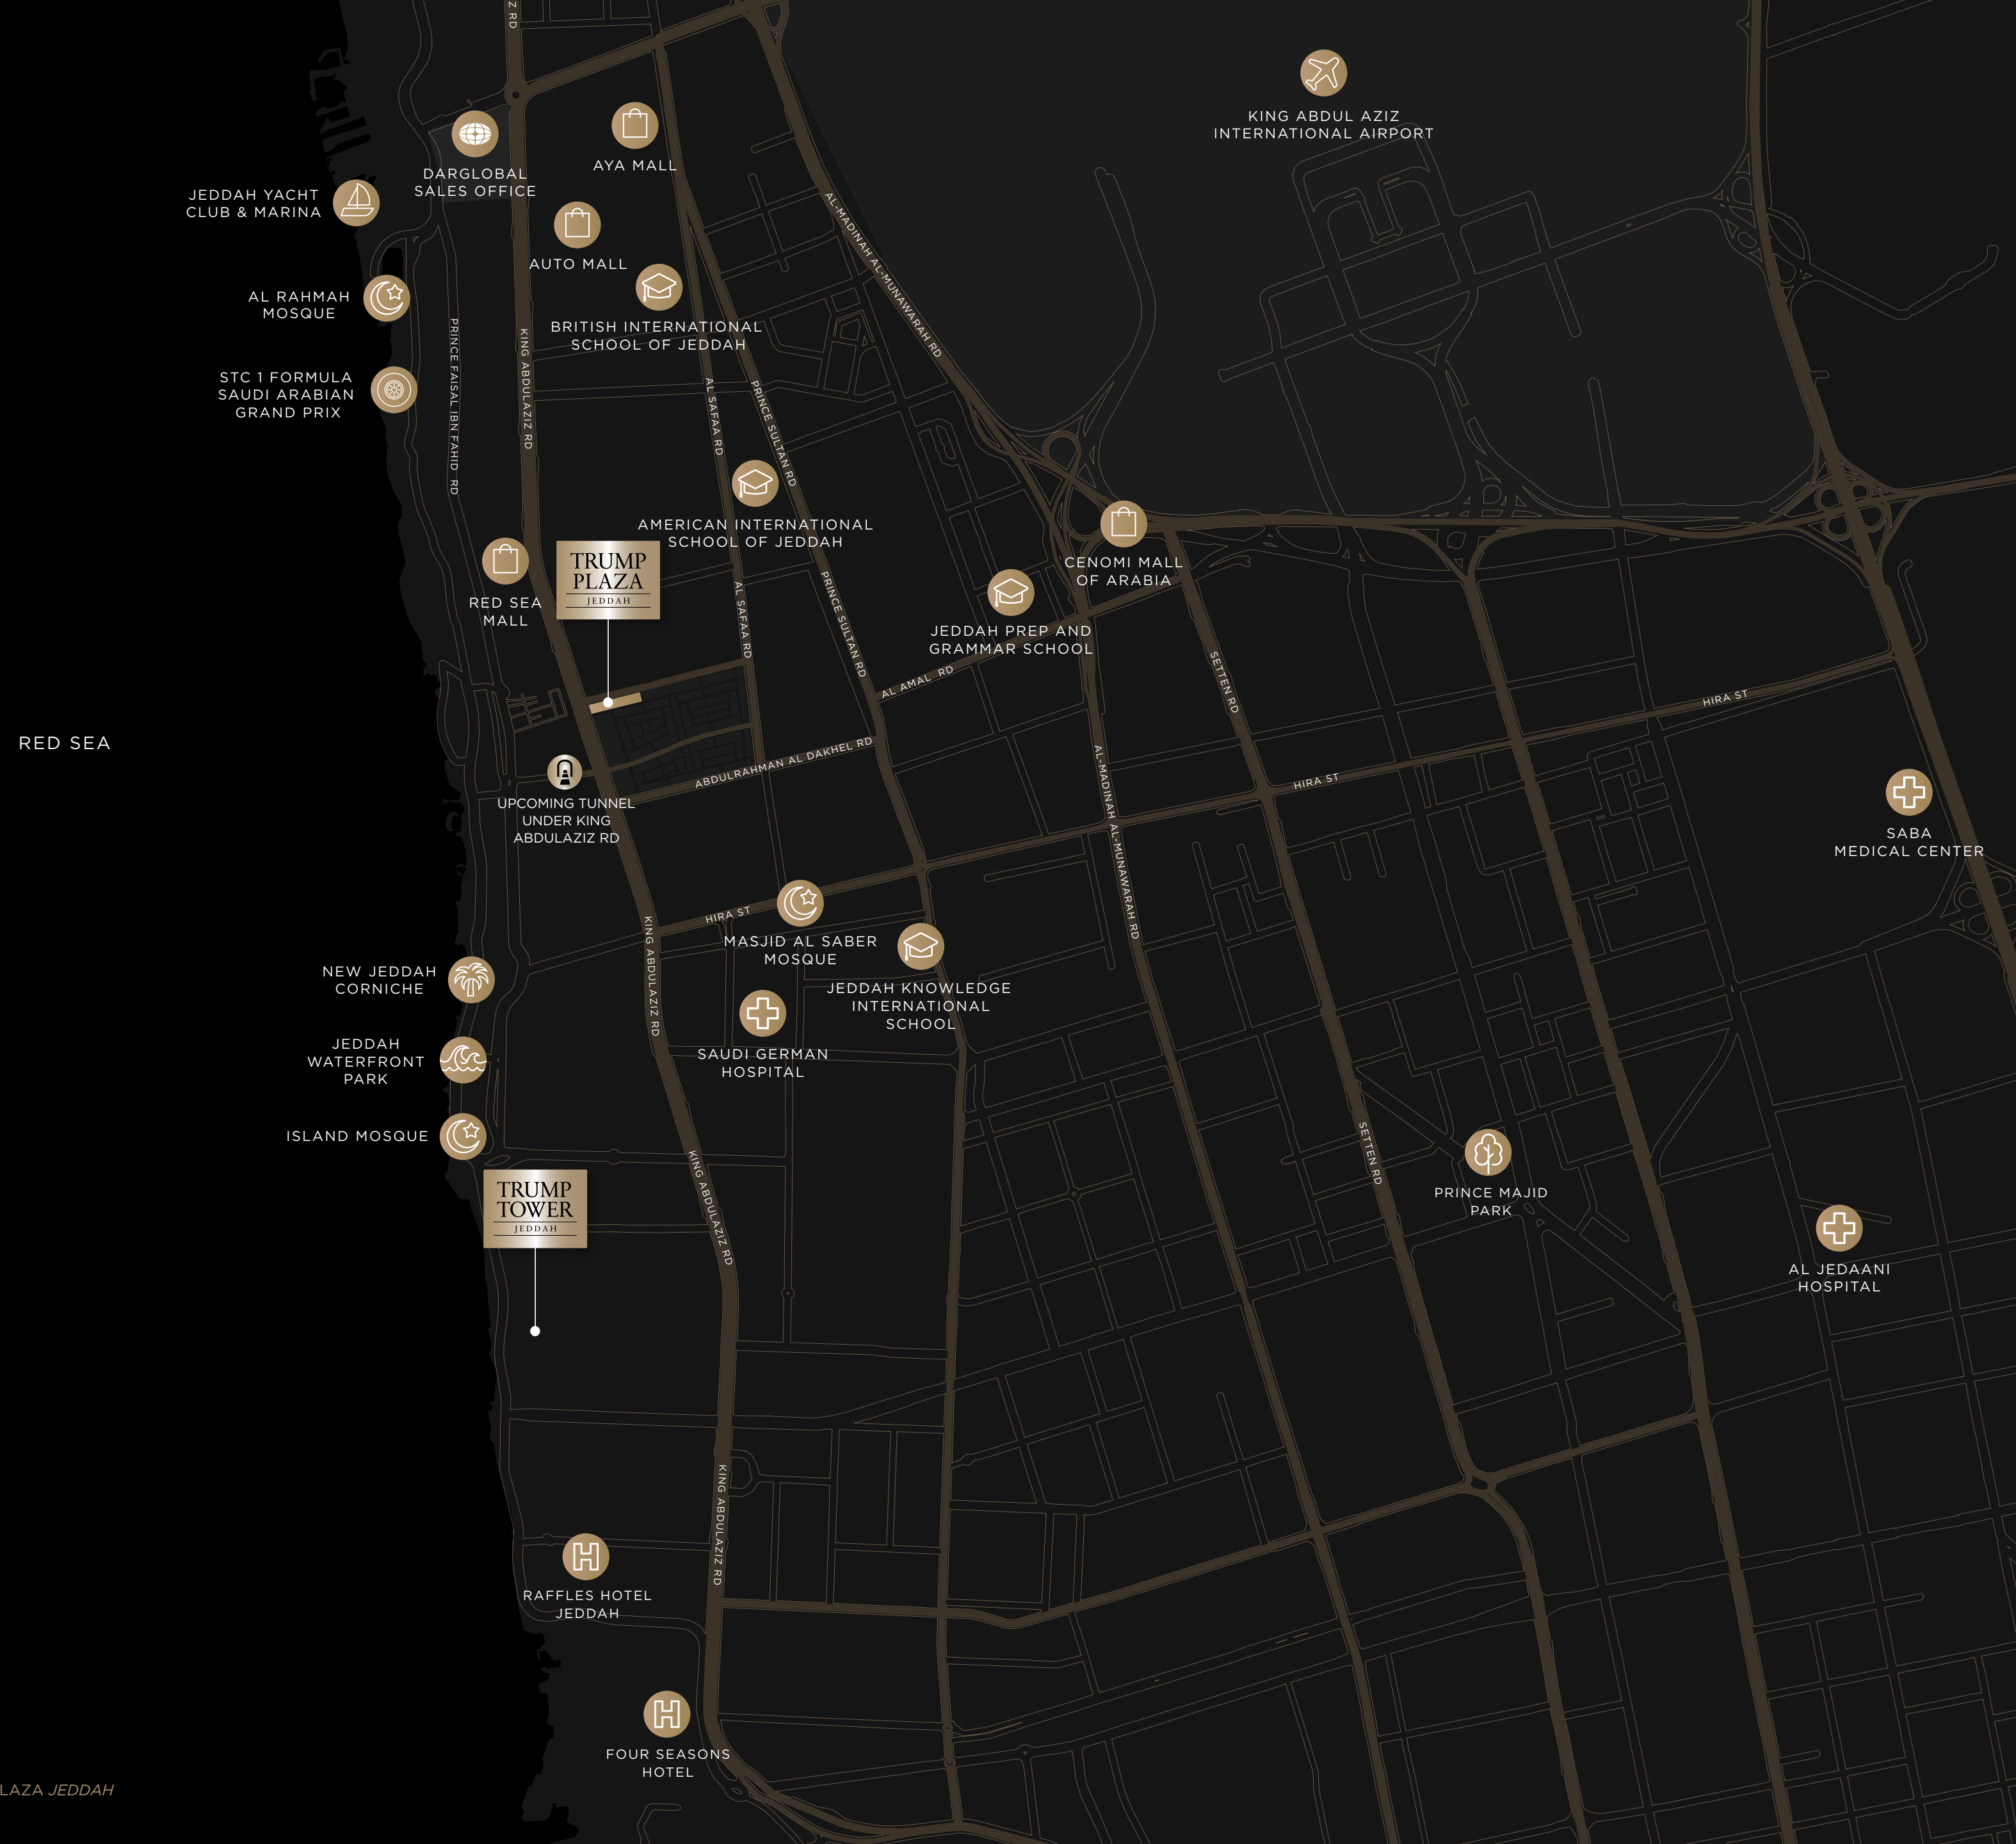 Z RD
KING ABDUL AZIZ
INTERNATIONAL AIRPORT
AYA MALL
DARGLOBAL
SALES OFFICE
JEDDAH YACHT
CLUB & MARINA
AUTO MALL
AL-MADINAH AL-MUNAWARAH RD
AL RAHMAH
MOSQUE
BRITISH INTERNATIONAL
SCHOOL OF JEDDAH
PRINCE FAISAL IBN FAHID RD
KING ABDULAZIZ RD
STC 1 FORMULA
SAUDI ARABIAN
GRAND PRIX
AL SAFAA RD
PRINCE SULTAN RD
AMERICAN INTERNATIONAL
SCHOOL OF JEDDAH
CENOMI MALL
OF ARABIA
TRUMP
PLAZA
JEDDAH
RED SEA
MALL
AL SAFAA RD
PRINCE SULTAN RD
JEDDAH PREP AND
GRAMMAR SCHOOL
AL AMAL RD
SETTEN RD
HIRA ST
RED SEA
ABDULRAHMAN AL DAKHEL RD
AL-MADINAH AL-MUNAWARAH RD
HIRA ST
UPCOMING TUNNEL
UNDER KING
ABDULAZIZ RD
SABA
MEDICAL CENTER
HIRA ST
KING ABDULAZIZ RD
MASJID AL SABER
MOSQUE
NEW JEDDAH
CORNICHE
JEDDAH KNOWLEDGE
INTERNATIONAL
SCHOOL
JEDDAH
WATERFRONT
PARK
SAUDI GERMAN
HOSPITAL
ISLAND MOSQUE
KING ABDULAZIZ RD
SETTEN RD
TRUMP
TOWER
JEDDAH
PRINCE MAJID
PARK
AL JEDAANI
HOSPITAL
KING ABDULAZIZ RD
RAFFLES HOTEL
JEDDAH
FOUR SEASONS
HOTEL
LAZA JEDDAH